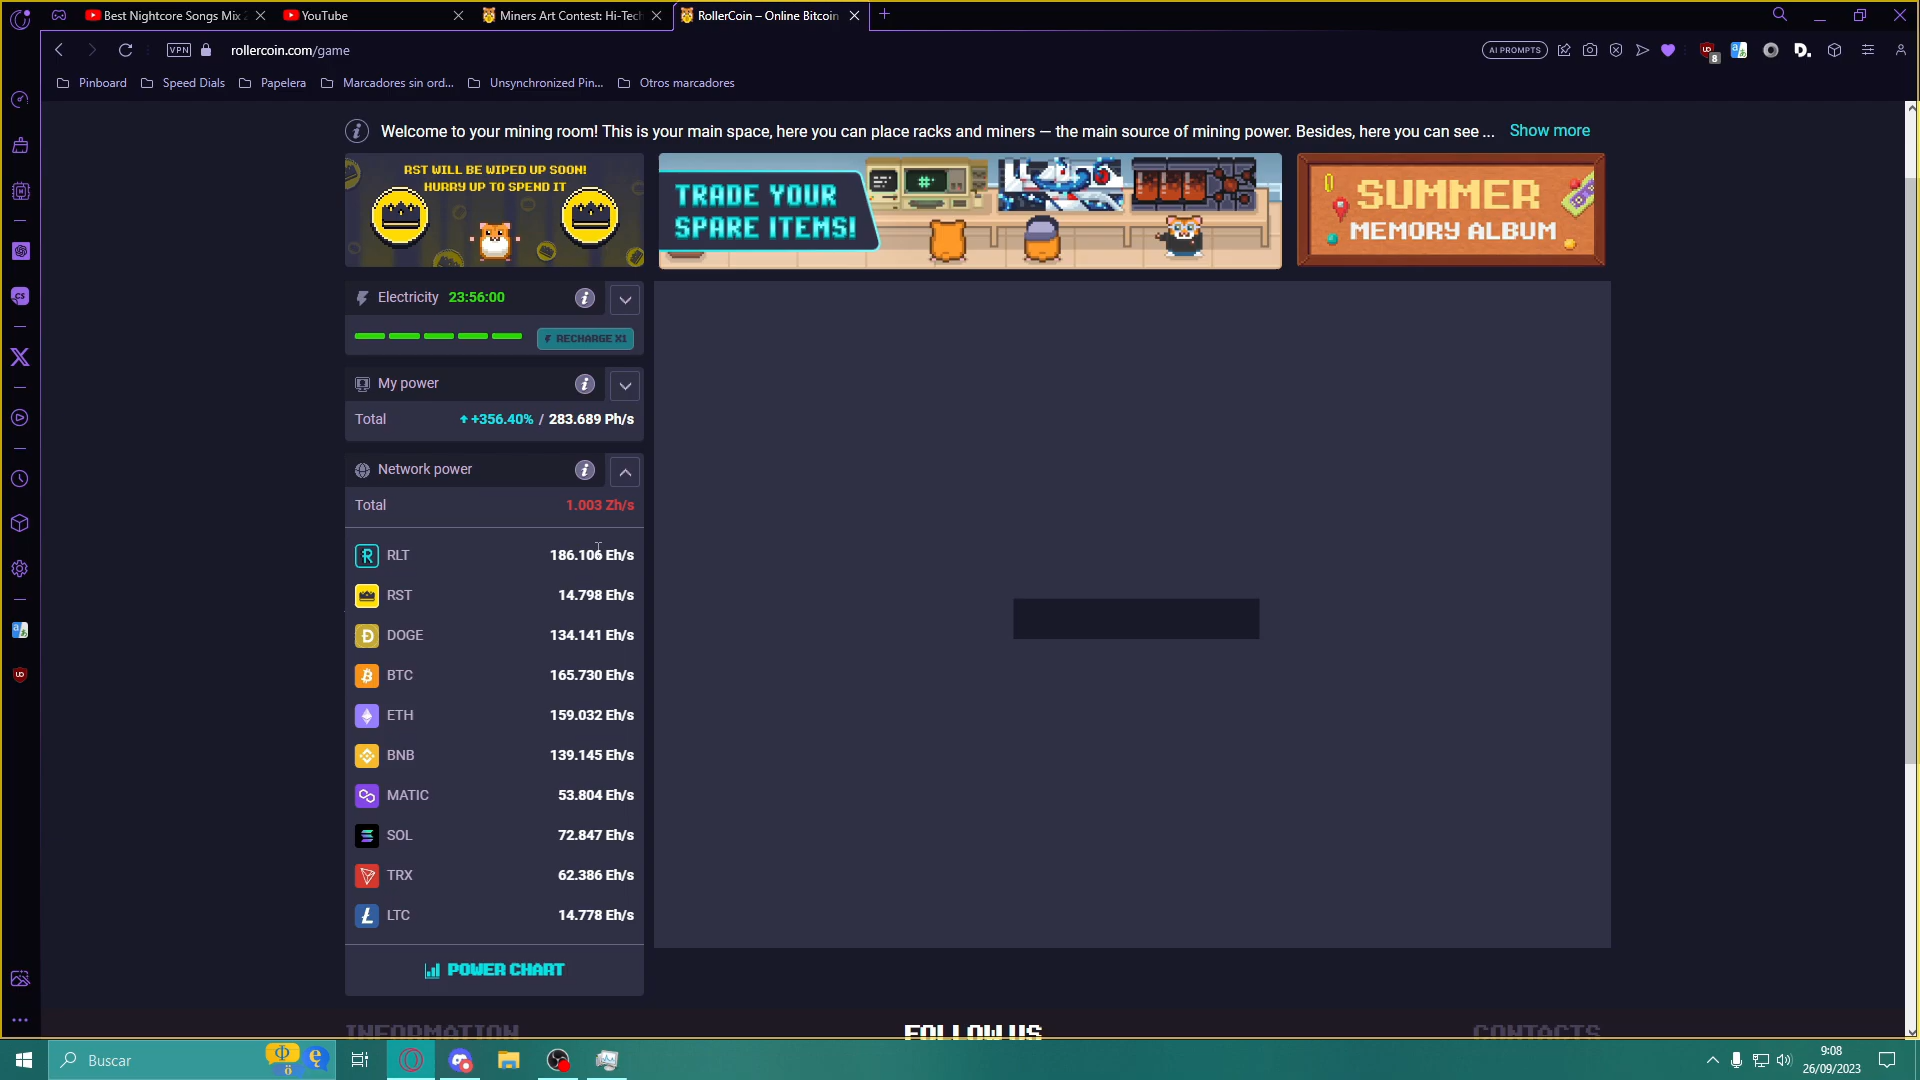 Best Nightcore Songs Mix 2
YouTube
Miners Art Contest: Hi-Tech
RollerCoin – Online Bitcoin
VPN
rollercoin.com/game
AI PROMPTS
8
Pinboard
Speed Dials
Papelera
Marcadores sin ord...
Unsynchronized Pin...
Otros marcadores
Welcome to your mining room! This is your main space, here you can place racks and miners — the main source of mining power. Besides, here you can see ...
Show more
RST WILL BE WIPED UP SOON!
HURRY UP TO SPEND IT
TRADE YOUR
SPARE ITEMS!
SUMMER
MEMORY ALBUM
Electricity 23:56:00
RECHARGE X1
My power
Total +356.40% / 283.689 Ph/s
Network power
Total 1.003 Zh/s
RLT 186.106 Eh/s
RST 14.798 Eh/s
DOGE 134.141 Eh/s
BTC 165.730 Eh/s
ETH 159.032 Eh/s
BNB 139.145 Eh/s
MATIC 53.804 Eh/s
SOL 72.847 Eh/s
TRX 62.386 Eh/s
LTC 14.778 Eh/s
POWER CHART
INFORMATION
FOLLOW US
CONTACTS
Buscar
9:08
26/09/2023